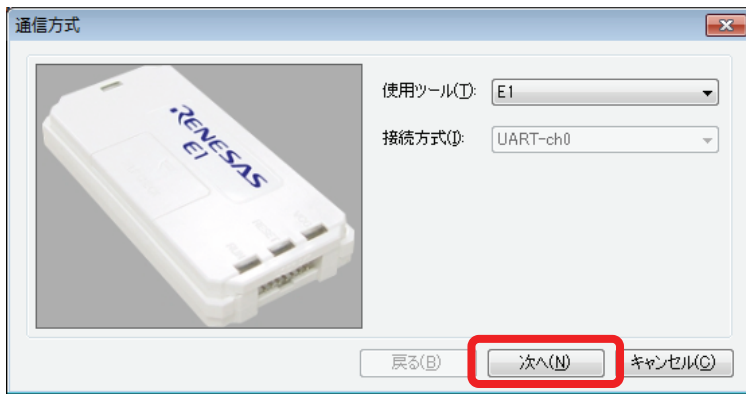 通信方式
使用ツール(T): E1
接続方式(I): UART-ch0
RENESAS
E1
戻る(B) 次へ(N) キャンセル(C)